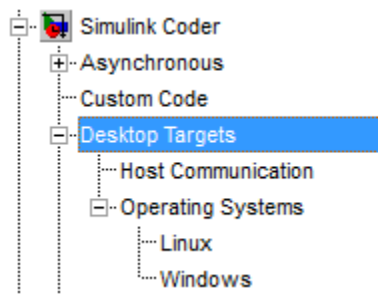 Simulink Coder
Asynchronous
Custom Code
Desktop Targets
Host Communication
Operating Systems
Linux
Windows